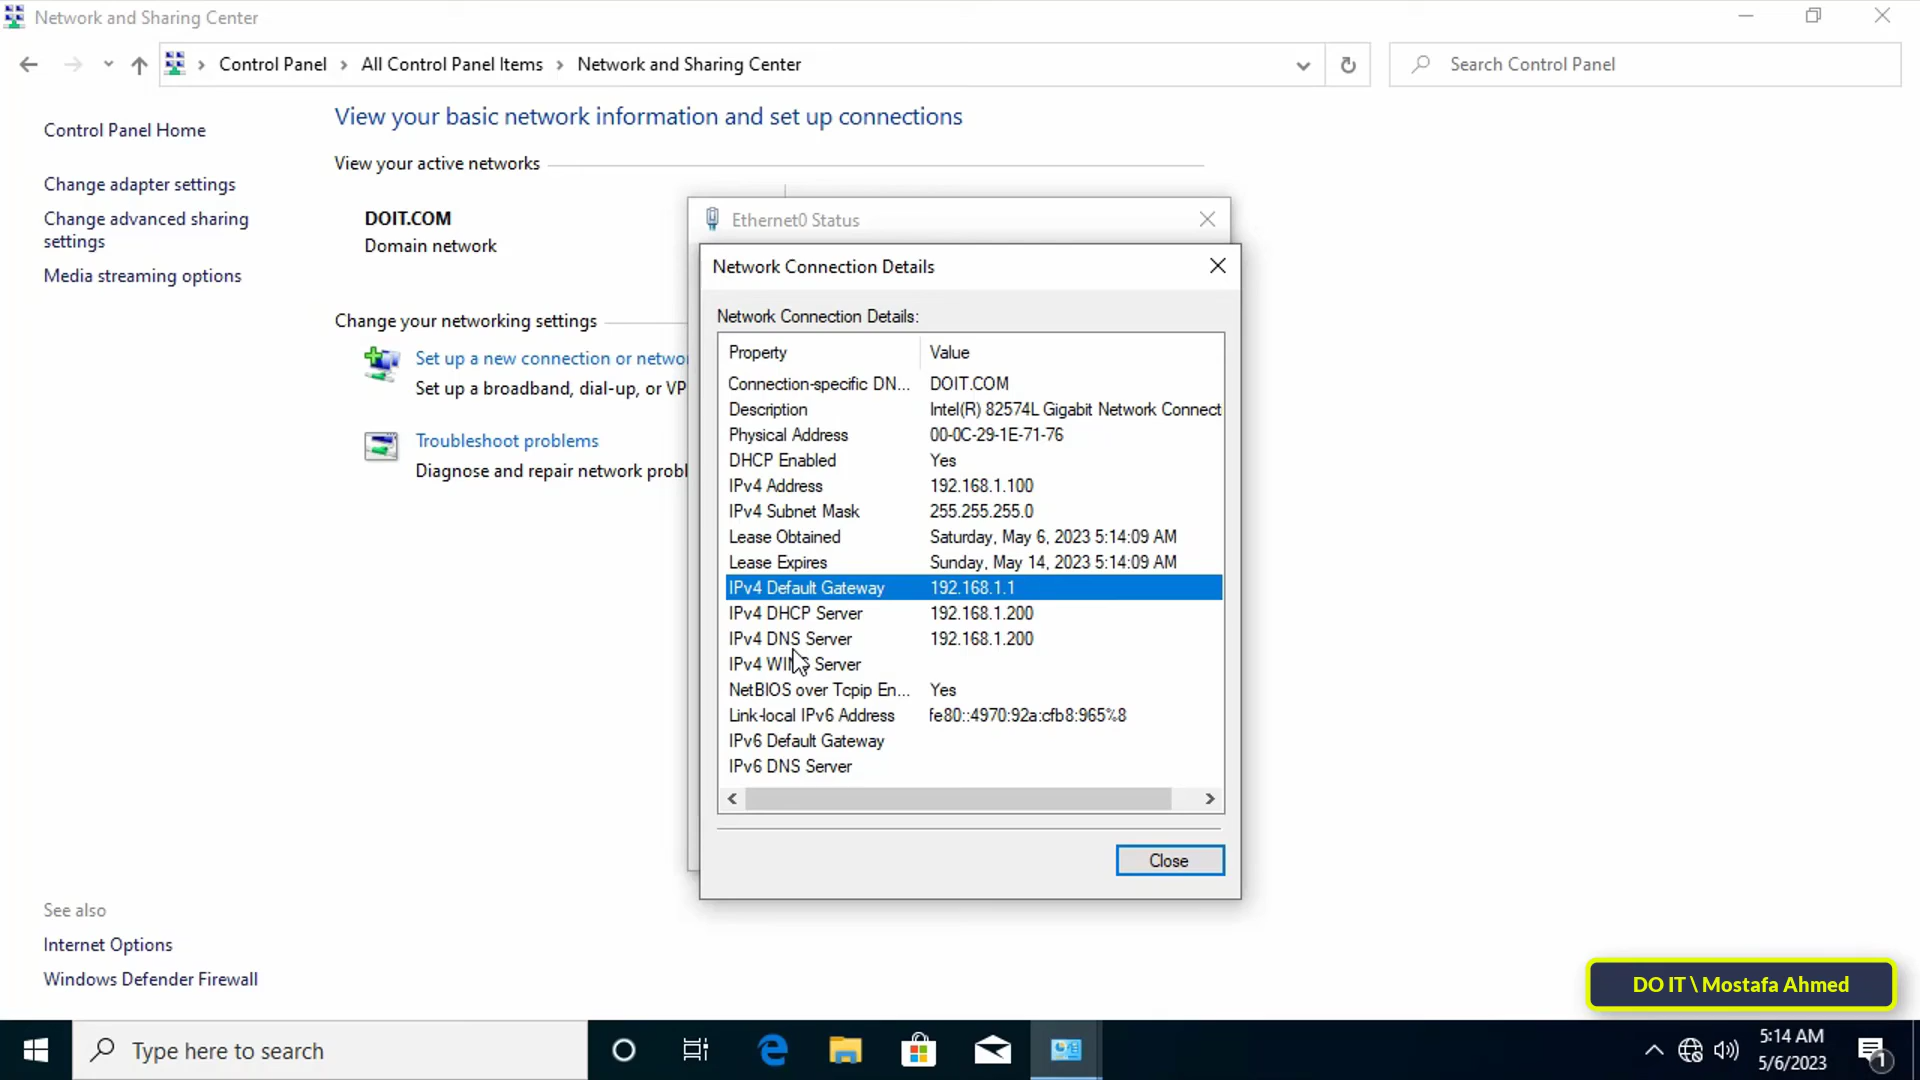 Network and Sharing Center
Control Panel > All Control Panel Items > Network and Sharing Center
Search Control Panel
Control Panel Home
Change adapter settings
Change advanced sharing
settings
Media streaming options
View your basic network information and set up connections
View your active networks
DOIT.COM
Domain network
Change your networking settings
Set up a new connection or netwo
Set up a broadband, dial-up, or VP
Troubleshoot problems
Diagnose and repair network probl
Ethernet0 Status
Network Connection Details
Network Connection Details:
Property Value
Connection-specific DN... DOIT.COM
Description Intel(R) 82574L Gigabit Network Connect
Physical Address 00-0C-29-1E-71-76
DHCP Enabled Yes
IPv4 Address 192.168.1.100
IPv4 Subnet Mask 255.255.255.0
Lease Obtained Saturday, May 6, 2023 5:14:09 AM
Lease Expires Sunday, May 14, 2023 5:14:09 AM
IPv4 Default Gateway 192.168.1.1
IPv4 DHCP Server 192.168.1.200
IPv4 DNS Server 192.168.1.200
IPv4 WINS Server
NetBIOS over Tcpip En... Yes
Link-local IPv6 Address fe80::4970:92a:cfb8:965%8
IPv6 Default Gateway
IPv6 DNS Server
Close
See also
Internet Options
Windows Defender Firewall
DO IT \ Mostafa Ahmed
Type here to search
5:14 AM
5/6/2023
1